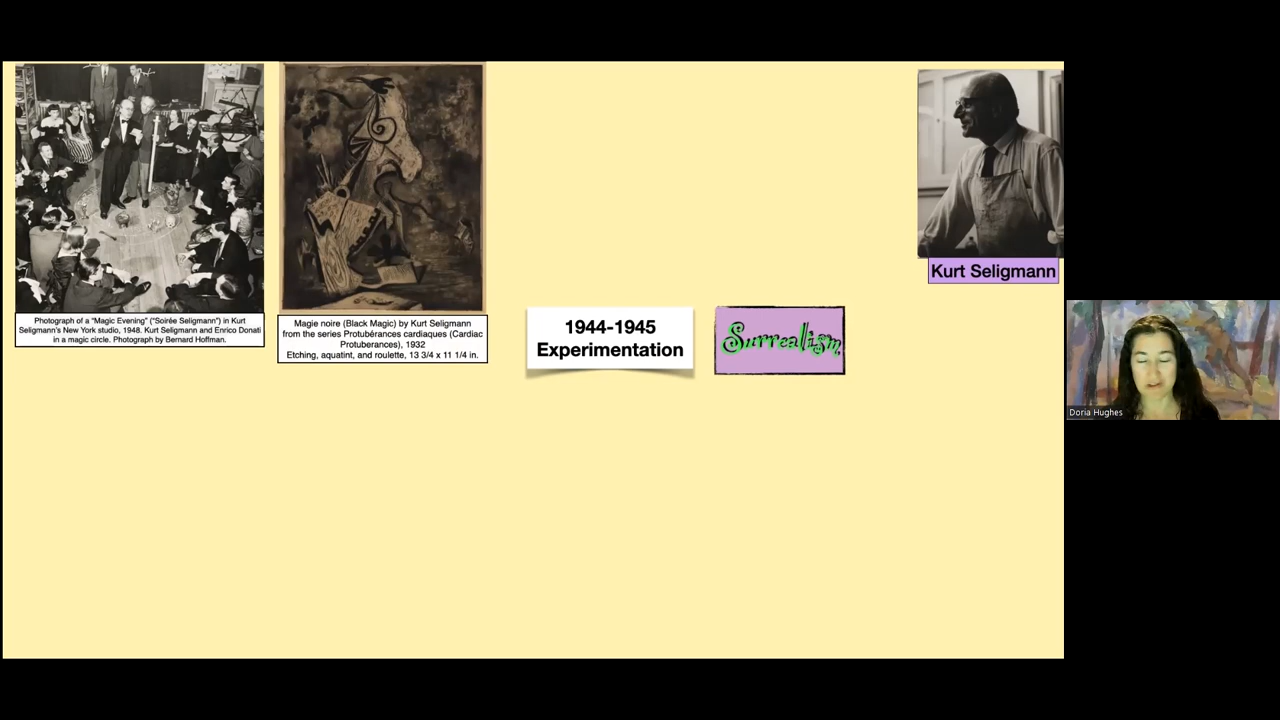 Photograph of a "Magic Evening" ("Soirée Seligmann") in Kurt
Seligmann's New York studio, 1948. Kurt Seligmann and Enrico Donati
in a magic circle. Photograph by Bernard Hoffman.
Magie noire (Black Magic) by Kurt Seligmann
from the series Protubérances cardiaques (Cardiac
Protuberances), 1932
Etching, aquatint, and roulette, 13 3/4 x 11 1/4 in.
1944-1945
Experimentation
Surrealism
Kurt Seligmann
Doria Hughes